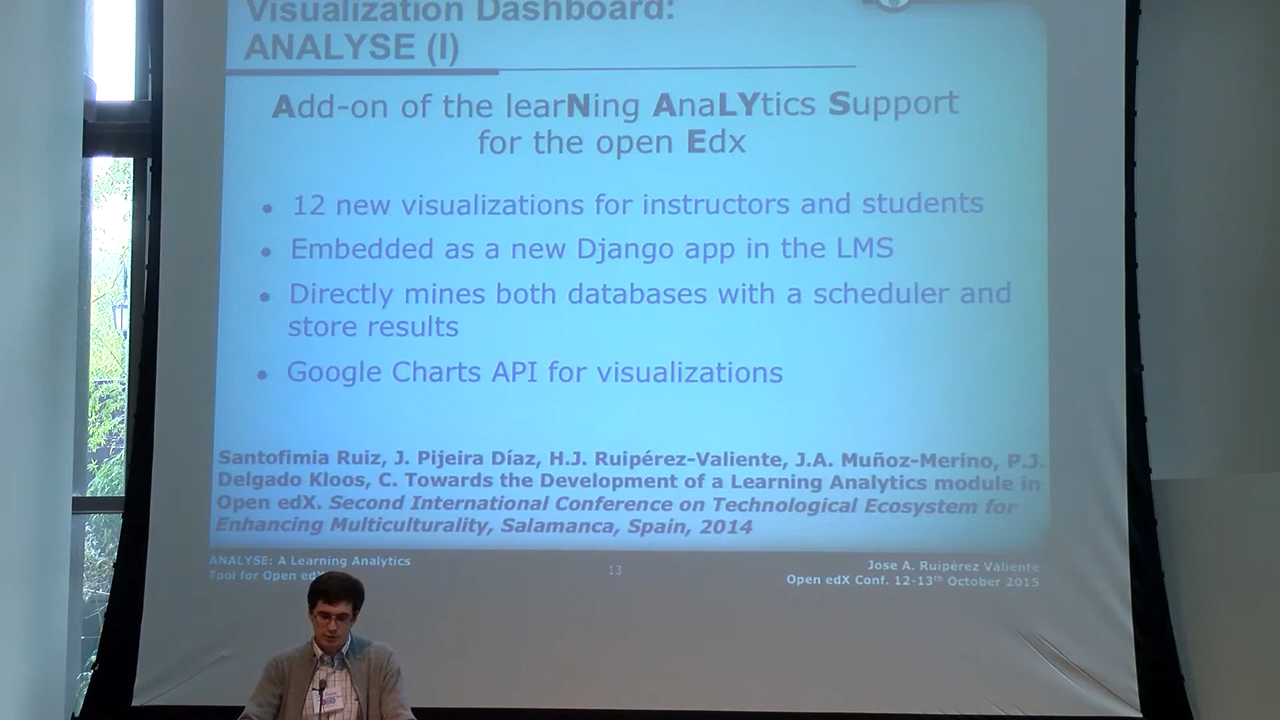 Visualization Dashboard:
ANALYSE (I)
Add-on of the learNing AnaLYtics Support
for the open Edx
• 12 new visualizations for instructors and students
• Embedded as a new Django app in the LMS
• Directly mines both databases with a scheduler and
store results
• Google Charts API for visualizations
Santofimia Ruiz, J. Pijeira Díaz, H.J. Ruipérez-Valiente, J.A. Muñoz-Merino, P.J.
Delgado Kloos, C. Towards the Development of a Learning Analytics module in
Open edX. Second International Conference on Technological Ecosystem for
Enhancing Multiculturality, Salamanca, Spain, 2014
ANALYSE: A Learning Analytics
Tool for Open edX
13
Jose A. Ruipérez Valiente
Open edX Conf. 12-13th October 2015